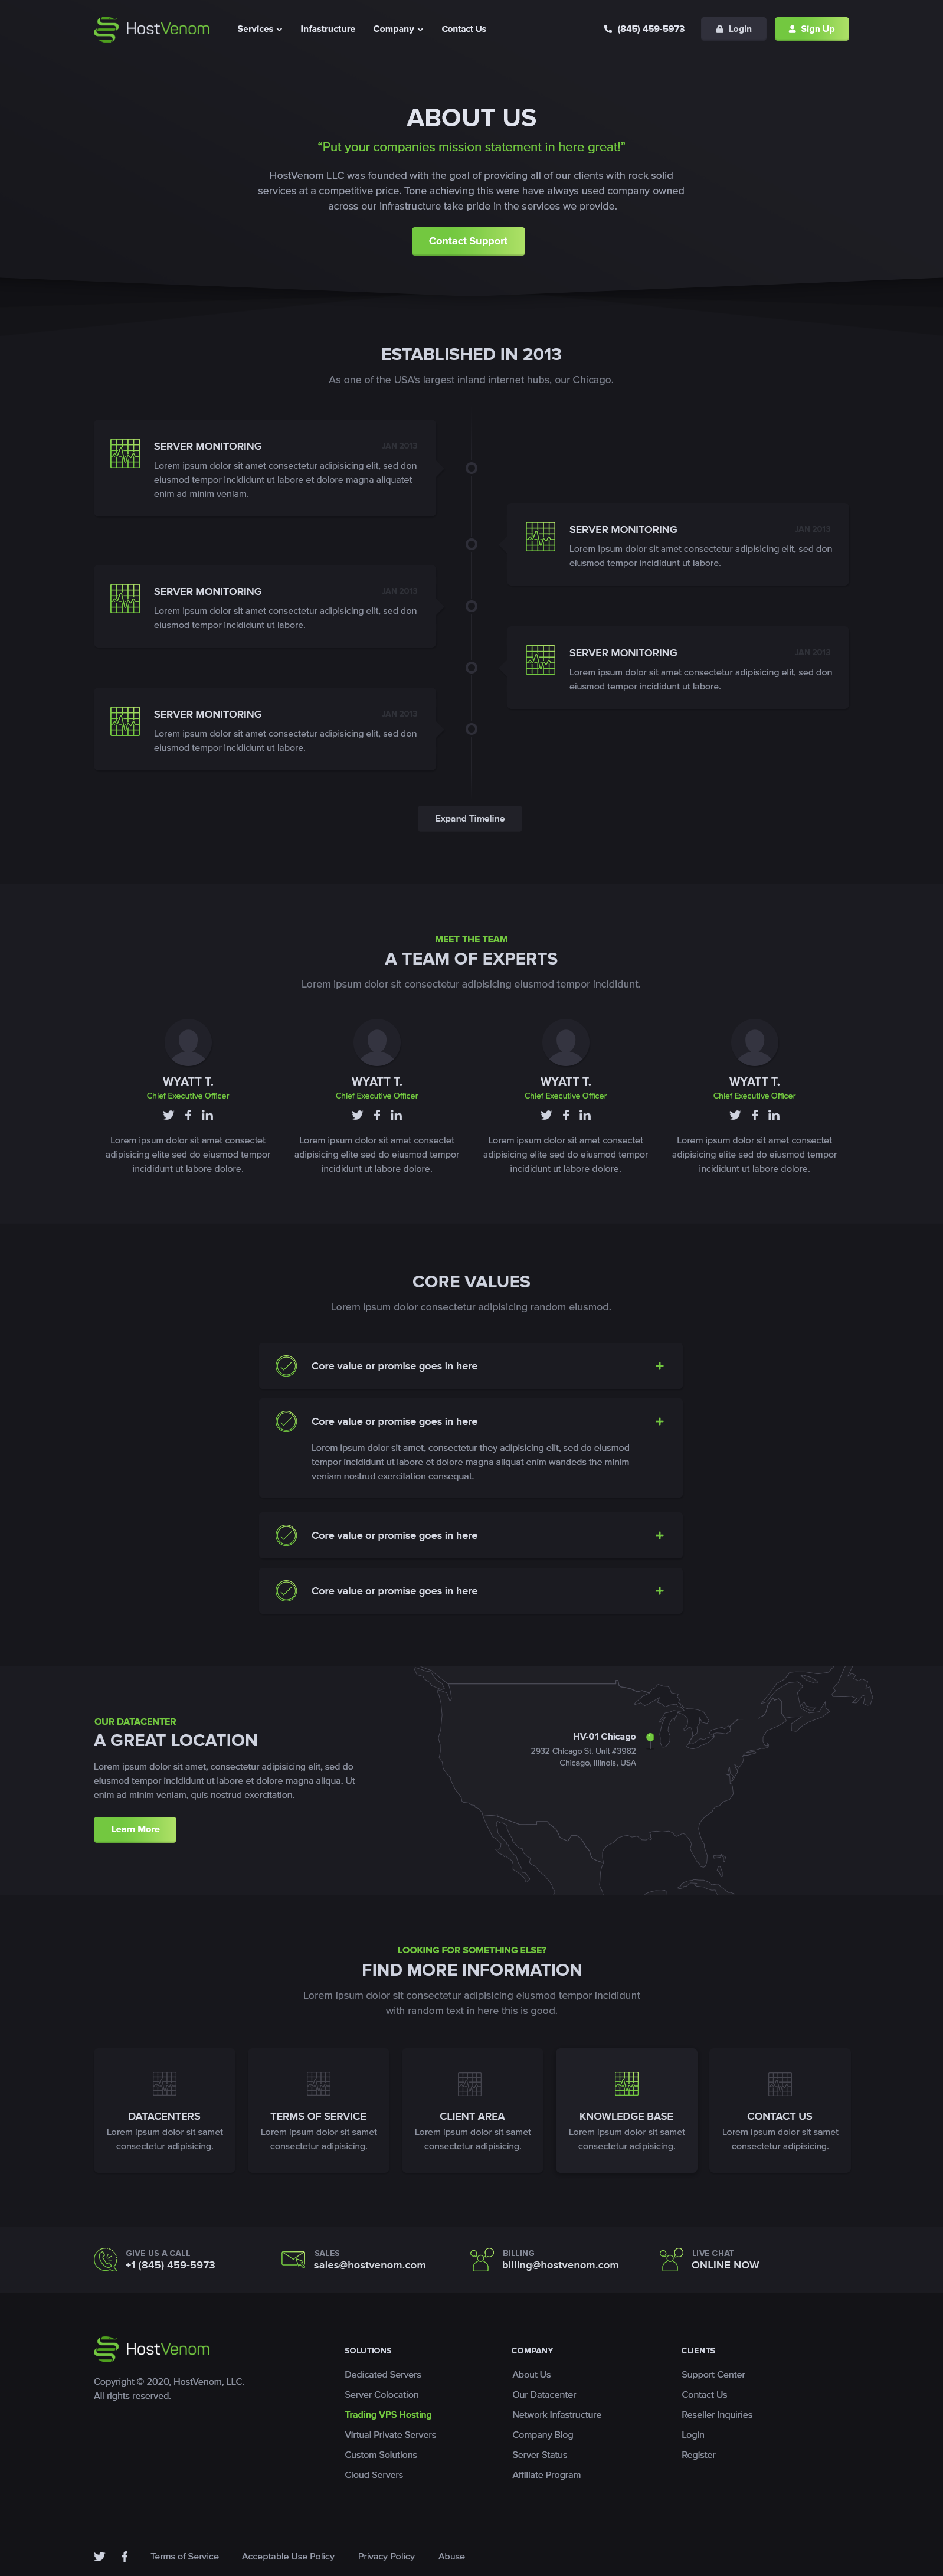 HostVenom
Services
Infastructure
Company
Contact Us
(845) 459-5973
Login
Sign Up
ABOUT US
“Put your companies mission statement in here great!”
HostVenom LLC was founded with the goal of providing all of our clients with rock solid
services at a competitive price. Tone achieving this were have always used company owned
across our infrastructure take pride in the services we provide.
Contact Support
ESTABLISHED IN 2013
As one of the USA's largest inland internet hubs, our Chicago.
SERVER MONITORING
JAN 2013
Lorem ipsum dolor sit amet consectetur adipisicing elit, sed don
eiusmod tempor incididunt ut labore et dolore magna aliquatet
enim ad minim veniam.
SERVER MONITORING
JAN 2013
Lorem ipsum dolor sit amet consectetur adipisicing elit, sed don
eiusmod tempor incididunt ut labore.
SERVER MONITORING
JAN 2013
Lorem ipsum dolor sit amet consectetur adipisicing elit, sed don
eiusmod tempor incididunt ut labore.
SERVER MONITORING
JAN 2013
Lorem ipsum dolor sit amet consectetur adipisicing elit, sed don
eiusmod tempor incididunt ut labore.
SERVER MONITORING
JAN 2013
Lorem ipsum dolor sit amet consectetur adipisicing elit, sed don
eiusmod tempor incididunt ut labore.
Expand Timeline
MEET THE TEAM
A TEAM OF EXPERTS
Lorem ipsum dolor sit consectetur adipisicing eiusmod tempor incididunt.
WYATT T.
Chief Executive Officer
Lorem ipsum dolor sit amet consectet
adipisicing elite sed do eiusmod tempor
incididunt ut labore dolore.
WYATT T.
Chief Executive Officer
Lorem ipsum dolor sit amet consectet
adipisicing elite sed do eiusmod tempor
incididunt ut labore dolore.
WYATT T.
Chief Executive Officer
Lorem ipsum dolor sit amet consectet
adipisicing elite sed do eiusmod tempor
incididunt ut labore dolore.
WYATT T.
Chief Executive Officer
Lorem ipsum dolor sit amet consectet
adipisicing elite sed do eiusmod tempor
incididunt ut labore dolore.
CORE VALUES
Lorem ipsum dolor consectetur adipisicing random eiusmod.
Core value or promise goes in here
Core value or promise goes in here
Lorem ipsum dolor sit amet, consectetur they adipisicing elit, sed do eiusmod
tempor incididunt ut labore et dolore magna aliquat enim wandeds the minim
veniam nostrud exercitation consequat.
Core value or promise goes in here
Core value or promise goes in here
OUR DATACENTER
A GREAT LOCATION
Lorem ipsum dolor sit amet, consectetur adipisicing elit, sed do
eiusmod tempor incididunt ut labore et dolore magna aliqua. Ut
enim ad minim veniam, quis nostrud exercitation.
Learn More
HV-01 Chicago
2932 Chicago St. Unit #3982
Chicago, Illinois, USA
LOOKING FOR SOMETHING ELSE?
FIND MORE INFORMATION
Lorem ipsum dolor sit consectetur adipisicing eiusmod tempor incididunt
with random text in here this is good.
DATACENTERS
Lorem ipsum dolor sit samet
consectetur adipisicing.
TERMS OF SERVICE
Lorem ipsum dolor sit samet
consectetur adipisicing.
CLIENT AREA
Lorem ipsum dolor sit samet
consectetur adipisicing.
KNOWLEDGE BASE
Lorem ipsum dolor sit samet
consectetur adipisicing.
CONTACT US
Lorem ipsum dolor sit samet
consectetur adipisicing.
GIVE US A CALL
+1 (845) 459-5973
SALES
sales@hostvenom.com
BILLING
billing@hostvenom.com
LIVE CHAT
ONLINE NOW
HostVenom
Copyright © 2020, HostVenom, LLC.
All rights reserved.
SOLUTIONS
Dedicated Servers
Server Colocation
Trading VPS Hosting
Virtual Private Servers
Custom Solutions
Cloud Servers
COMPANY
About Us
Our Datacenter
Network Infastructure
Company Blog
Server Status
Affiliate Program
CLIENTS
Support Center
Contact Us
Reseller Inquiries
Login
Register
Terms of Service
Acceptable Use Policy
Privacy Policy
Abuse